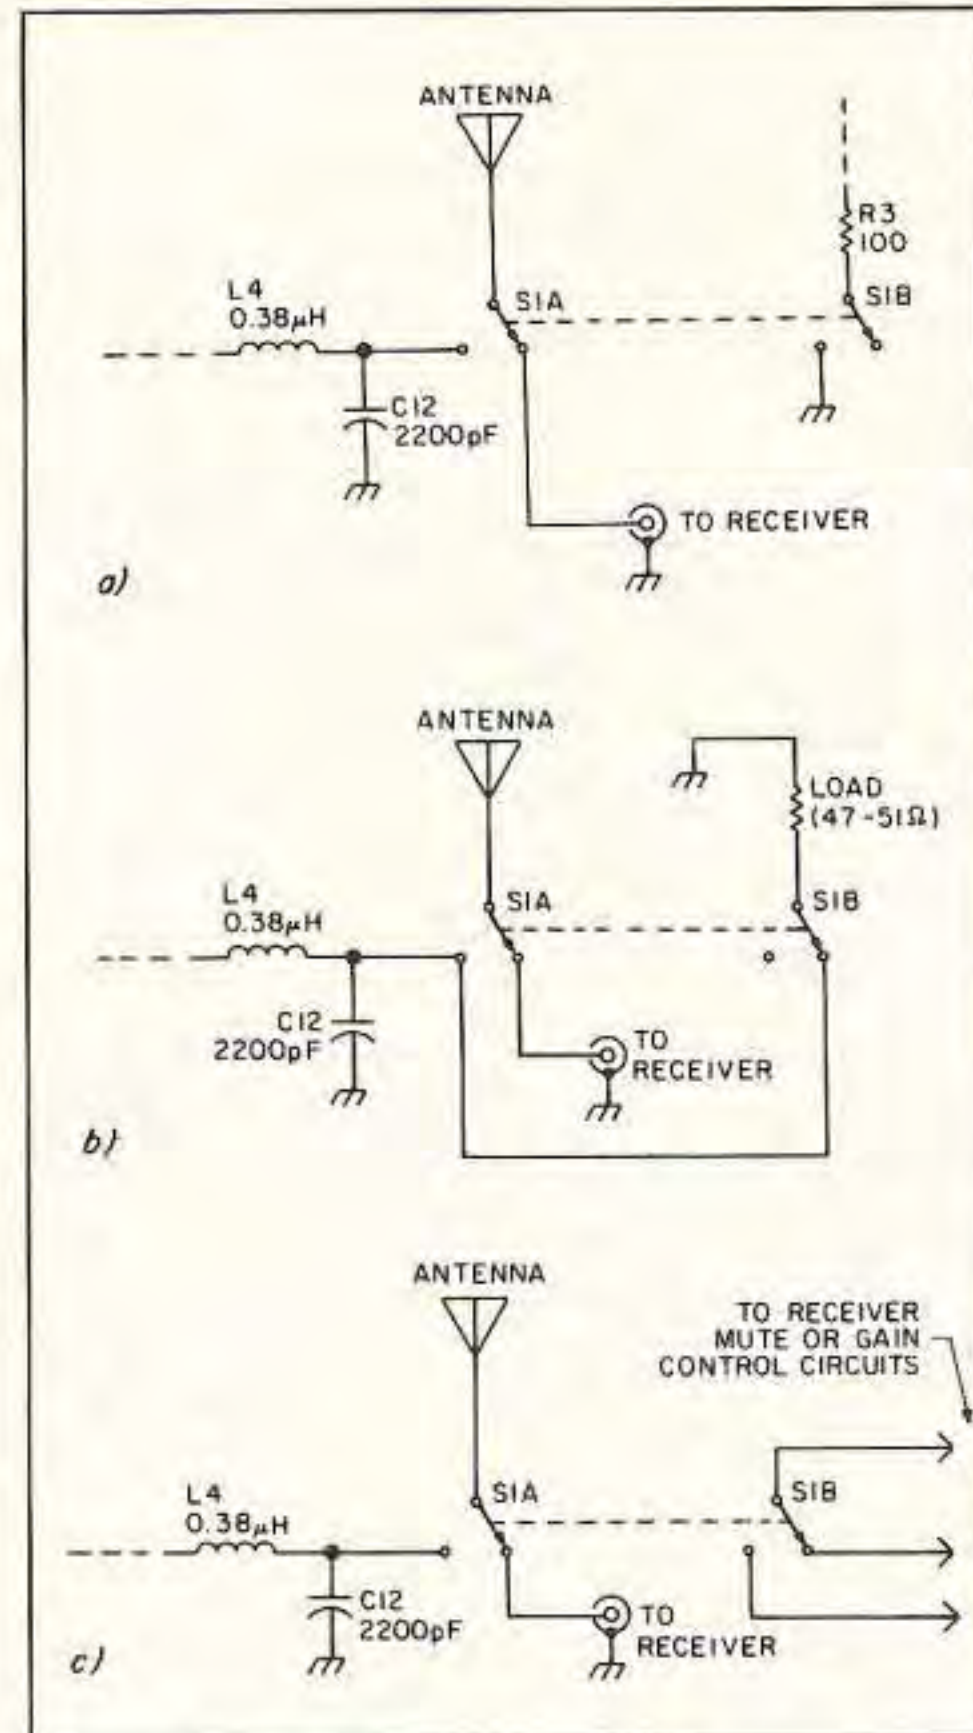 ANTENNA
R3
100
L4
0.38μH
S1A
S1B
C12
2200pF
TO RECEIVER
a)
ANTENNA
LOAD
(47-51Ω)
L4
0.38μH
S1A
S1B
C12
2200pF
TO
RECEIVER
b)
ANTENNA
TO RECEIVER
MUTE OR GAIN
CONTROL CIRCUITS
L4
0.38μH
S1A
S1B
C12
2200pF
TO
RECEIVER
c)